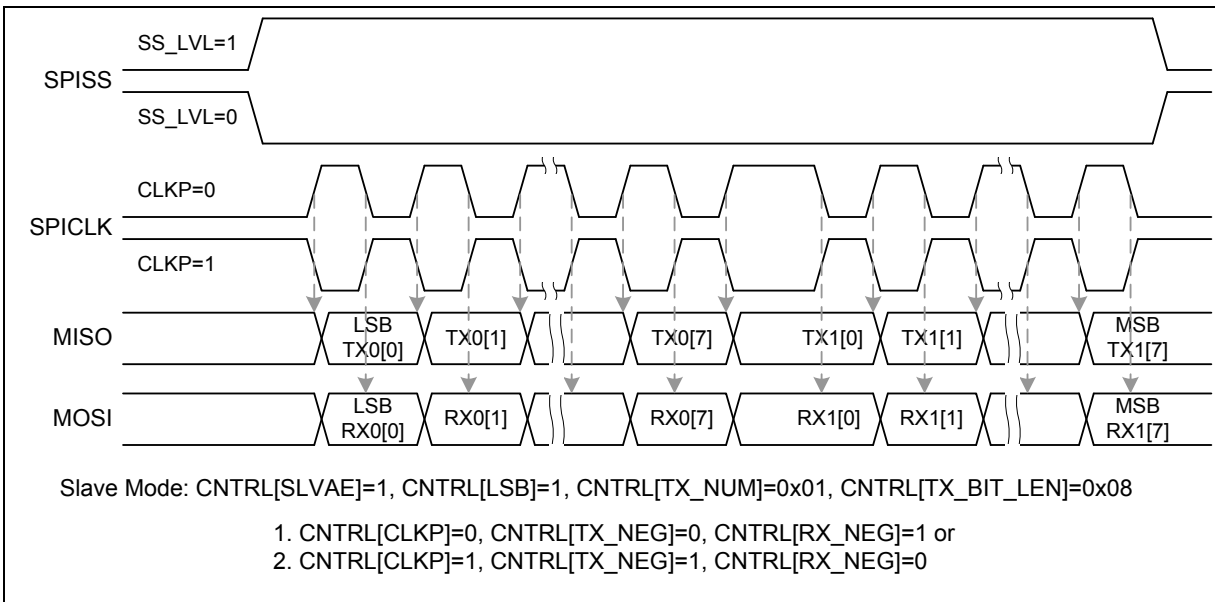 SS_LVL=1
SPISS
SS_LVL=0
CLKP=0
SPICLK
CLKP=1
MISO
LSB
TX0[0]
TX0[1]
TX0[7]
TX1[0]
TX1[1]
MSB
TX1[7]
MOSI
LSB
RX0[0]
RX0[1]
RX0[7]
RX1[0]
RX1[1]
MSB
RX1[7]
Slave Mode: CNTRL[SLVAE]=1, CNTRL[LSB]=1, CNTRL[TX_NUM]=0x01, CNTRL[TX_BIT_LEN]=0x08
1. CNTRL[CLKP]=0, CNTRL[TX_NEG]=0, CNTRL[RX_NEG]=1 or
2. CNTRL[CLKP]=1, CNTRL[TX_NEG]=1, CNTRL[RX_NEG]=0